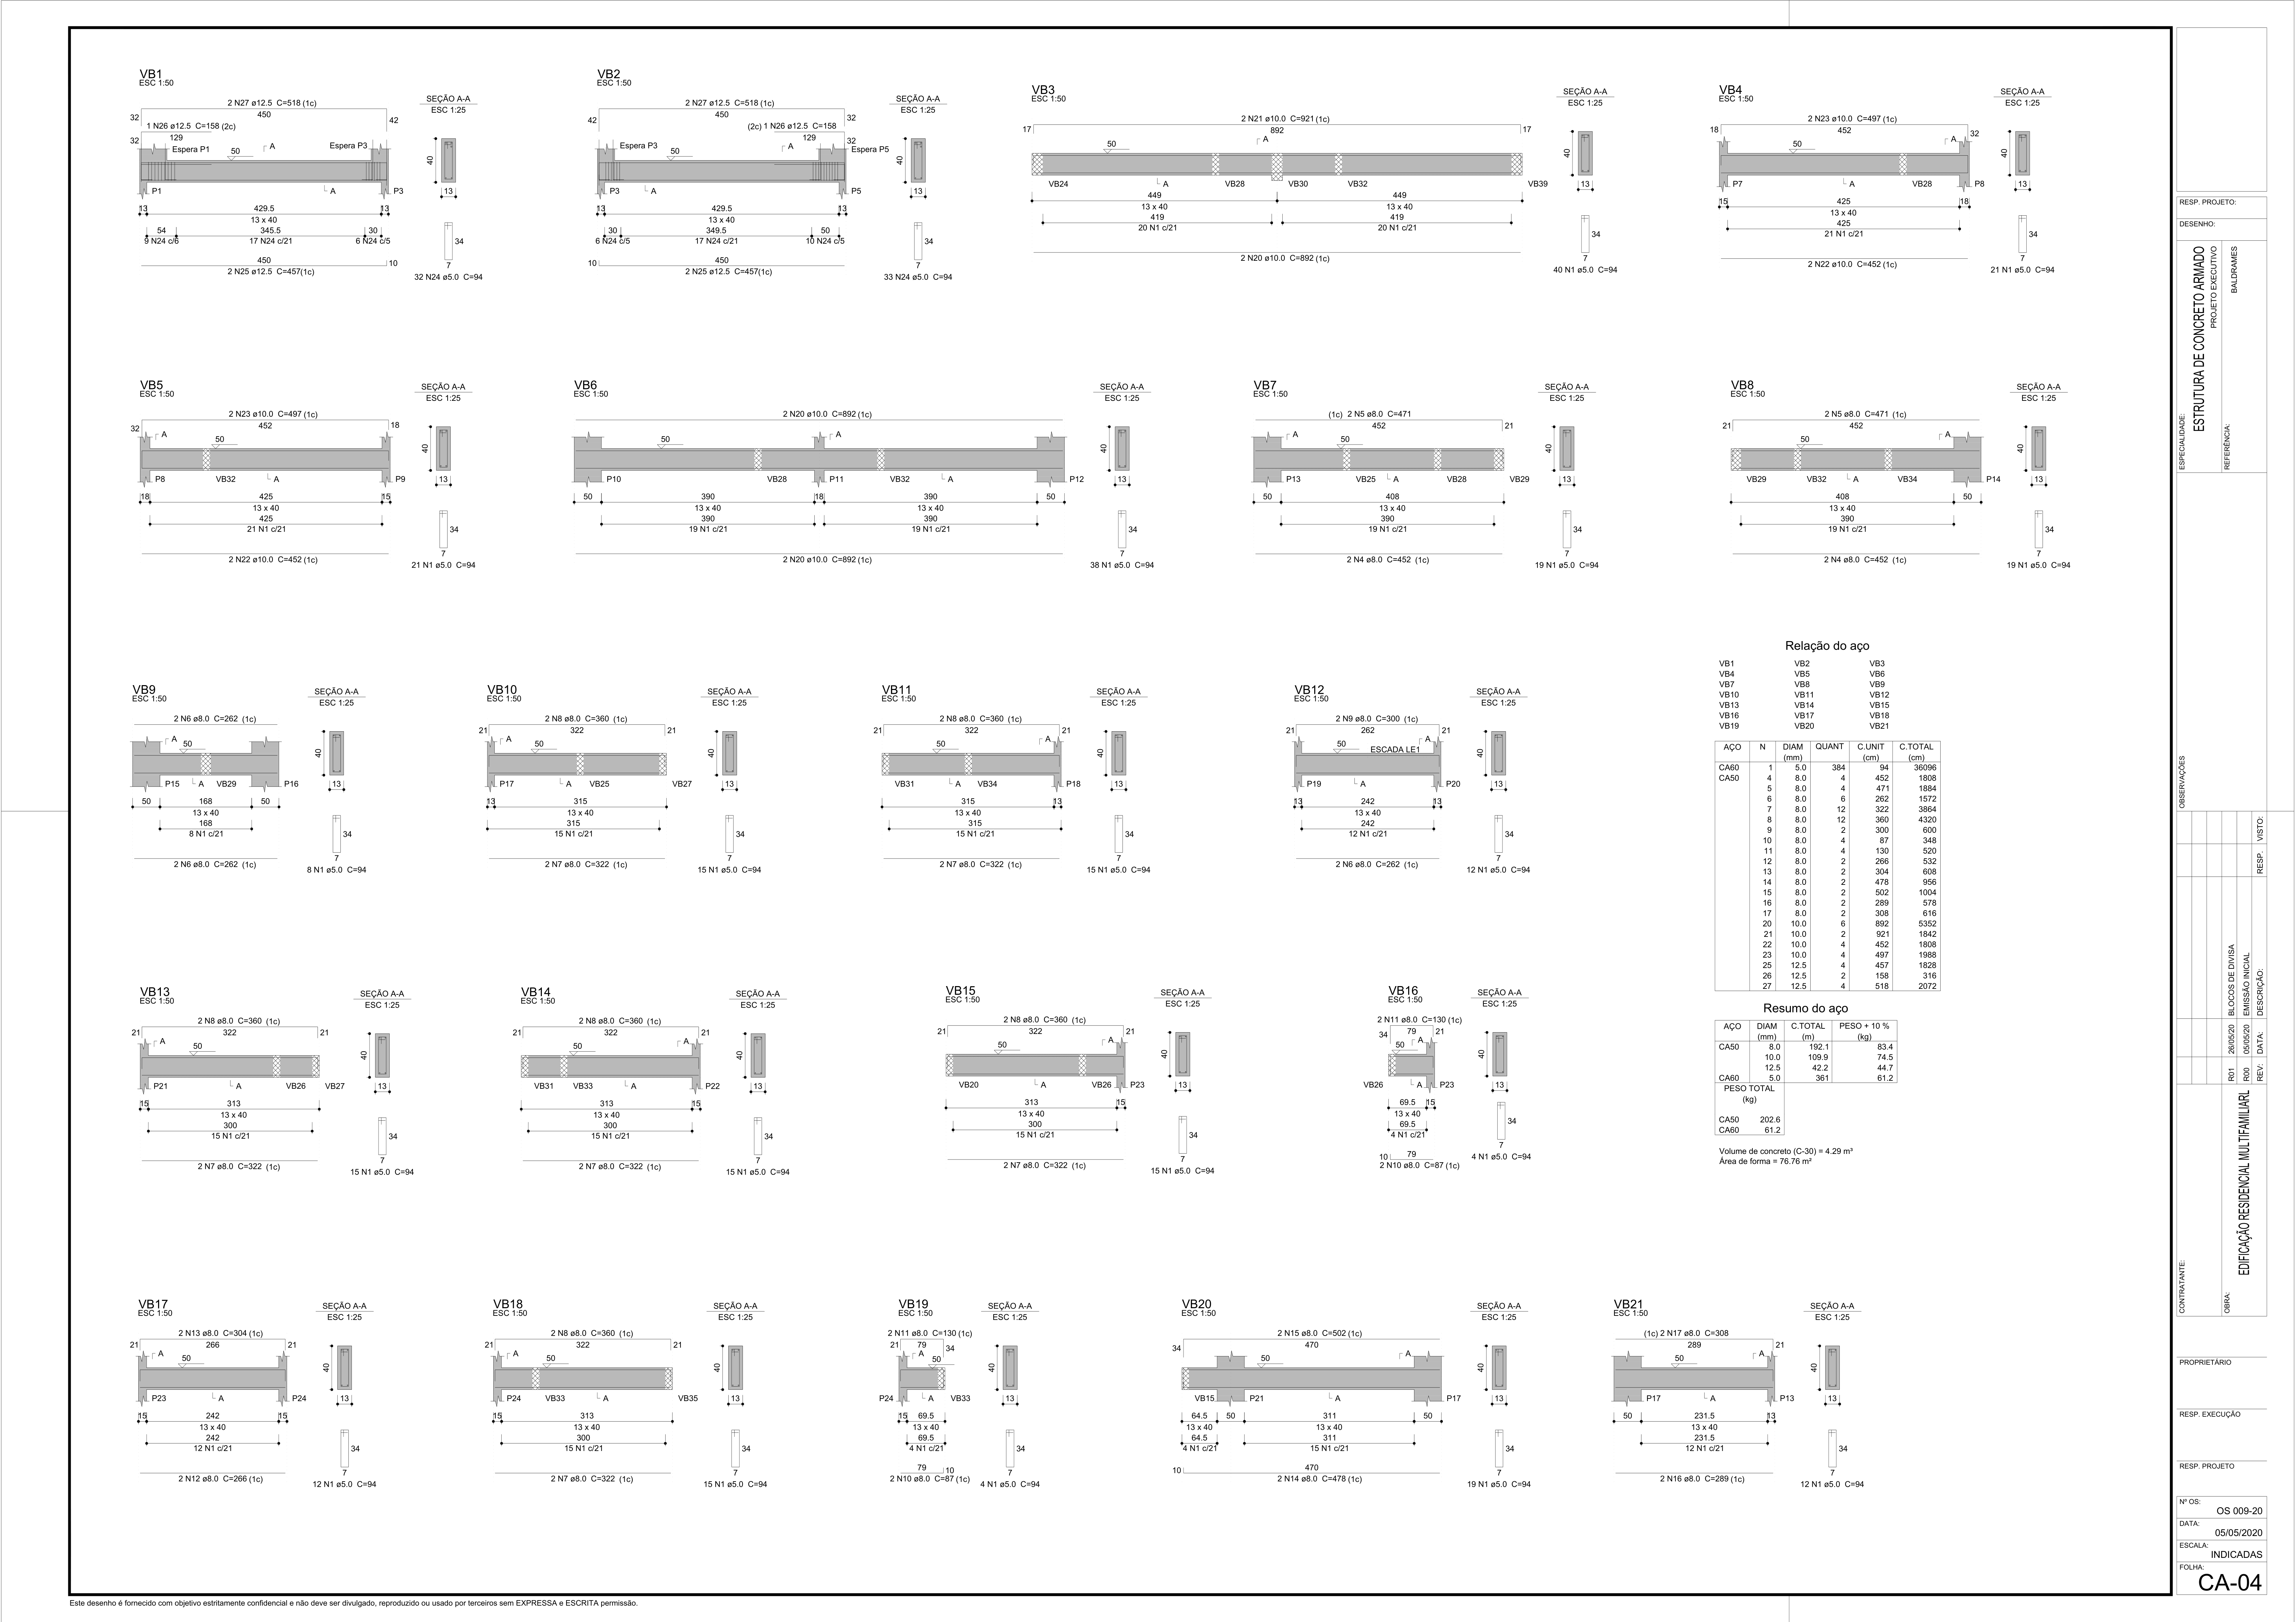 VB1
ESC 1:50
2 N27 ø12.5 C=518 (1c)
450
32
42
1 N26 ø12.5 C=158 (2c)
129
32
Espera P1
Espera P3
50
A
P1
A
P3
13
429.5
13
13 x 40
54
345.5
30
9 N24 c/6
17 N24 c/21
6 N24 c/5
450
10
2 N25 ø12.5 C=457(1c)
SEÇÃO A-A
ESC 1:25
40
13
34
7
32 N24 ø5.0 C=94
VB2
ESC 1:50
2 N27 ø12.5 C=518 (1c)
450
42
32
(2c) 1 N26 ø12.5 C=158
129
32
Espera P3
Espera P5
50
A
P3
A
P5
13
429.5
13
13 x 40
30
349.5
50
6 N24 c/5
17 N24 c/21
10 N24 c/5
10
450
2 N25 ø12.5 C=457(1c)
SEÇÃO A-A
ESC 1:25
40
13
34
7
33 N24 ø5.0 C=94
VB3
ESC 1:50
2 N21 ø10.0 C=921 (1c)
17
892
17
50
A
VB24
A
VB28
VB30
VB32
VB39
449
449
13 x 40
13 x 40
419
419
20 N1 c/21
20 N1 c/21
2 N20 ø10.0 C=892 (1c)
SEÇÃO A-A
ESC 1:25
40
13
34
7
40 N1 ø5.0 C=94
VB4
ESC 1:50
2 N23 ø10.0 C=497 (1c)
18
452
32
50
A
P7
A
VB28
P8
15
425
18
13 x 40
425
21 N1 c/21
2 N22 ø10.0 C=452 (1c)
SEÇÃO A-A
ESC 1:25
40
13
34
7
21 N1 ø5.0 C=94
VB5
ESC 1:50
2 N23 ø10.0 C=497 (1c)
32
452
18
A
50
P8
VB32
A
P9
18
425
15
13 x 40
425
21 N1 c/21
2 N22 ø10.0 C=452 (1c)
SEÇÃO A-A
ESC 1:25
40
13
34
7
21 N1 ø5.0 C=94
VB6
ESC 1:50
2 N20 ø10.0 C=892 (1c)
50
A
P10
VB28
P11
VB32
A
P12
50
390
18
390
50
13 x 40
13 x 40
390
390
19 N1 c/21
19 N1 c/21
2 N20 ø10.0 C=892 (1c)
SEÇÃO A-A
ESC 1:25
40
13
34
7
38 N1 ø5.0 C=94
VB7
ESC 1:50
(1c) 2 N5 ø8.0 C=471
452
21
A
50
P13
VB25
A
VB28
VB29
50
408
13 x 40
390
19 N1 c/21
2 N4 ø8.0 C=452 (1c)
SEÇÃO A-A
ESC 1:25
40
13
34
7
19 N1 ø5.0 C=94
VB8
ESC 1:50
2 N5 ø8.0 C=471 (1c)
21
452
50
A
VB29
VB32
A
VB34
P14
408
50
13 x 40
390
19 N1 c/21
2 N4 ø8.0 C=452 (1c)
SEÇÃO A-A
ESC 1:25
40
13
34
7
19 N1 ø5.0 C=94
VB9
ESC 1:50
2 N6 ø8.0 C=262 (1c)
A
50
P15
A
VB29
P16
50
168
50
13 x 40
168
8 N1 c/21
2 N6 ø8.0 C=262 (1c)
SEÇÃO A-A
ESC 1:25
40
13
34
7
8 N1 ø5.0 C=94
VB10
ESC 1:50
2 N8 ø8.0 C=360 (1c)
21
322
21
A
50
P17
A
VB25
VB27
13
315
13 x 40
315
15 N1 c/21
2 N7 ø8.0 C=322 (1c)
SEÇÃO A-A
ESC 1:25
40
13
34
7
15 N1 ø5.0 C=94
VB11
ESC 1:50
2 N8 ø8.0 C=360 (1c)
21
322
21
50
A
VB31
A
VB34
P18
315
13
13 x 40
315
15 N1 c/21
2 N7 ø8.0 C=322 (1c)
SEÇÃO A-A
ESC 1:25
40
13
34
7
15 N1 ø5.0 C=94
VB12
ESC 1:50
2 N9 ø8.0 C=300 (1c)
21
262
21
50
A
ESCADA LE1
P19
A
P20
13
242
13
13 x 40
242
12 N1 c/21
2 N6 ø8.0 C=262 (1c)
SEÇÃO A-A
ESC 1:25
40
13
34
7
12 N1 ø5.0 C=94
VB13
ESC 1:50
2 N8 ø8.0 C=360 (1c)
21
322
21
A
50
P21
A
VB26
VB27
15
313
13 x 40
300
15 N1 c/21
2 N7 ø8.0 C=322 (1c)
SEÇÃO A-A
ESC 1:25
40
13
34
7
15 N1 ø5.0 C=94
VB14
ESC 1:50
2 N8 ø8.0 C=360 (1c)
21
322
21
50
A
VB31
VB33
A
P22
313
15
13 x 40
300
15 N1 c/21
2 N7 ø8.0 C=322 (1c)
SEÇÃO A-A
ESC 1:25
40
13
34
7
15 N1 ø5.0 C=94
VB15
ESC 1:50
2 N8 ø8.0 C=360 (1c)
21
322
21
50
A
VB20
A
VB26
P23
313
15
13 x 40
300
15 N1 c/21
2 N7 ø8.0 C=322 (1c)
SEÇÃO A-A
ESC 1:25
40
13
34
7
15 N1 ø5.0 C=94
VB16
ESC 1:50
2 N11 ø8.0 C=130 (1c)
34
79
21
50
A
VB26
A
P23
69.5
15
13 x 40
69.5
4 N1 c/21
10
79
2 N10 ø8.0 C=87 (1c)
SEÇÃO A-A
ESC 1:25
40
13
34
7
4 N1 ø5.0 C=94
VB17
ESC 1:50
2 N13 ø8.0 C=304 (1c)
21
266
21
A
50
P23
A
P24
15
242
15
13 x 40
242
12 N1 c/21
2 N12 ø8.0 C=266 (1c)
SEÇÃO A-A
ESC 1:25
40
13
34
7
12 N1 ø5.0 C=94
VB18
ESC 1:50
2 N8 ø8.0 C=360 (1c)
21
322
21
A
50
P24
VB33
A
VB35
15
313
13 x 40
300
15 N1 c/21
2 N7 ø8.0 C=322 (1c)
SEÇÃO A-A
ESC 1:25
40
13
34
7
15 N1 ø5.0 C=94
VB19
ESC 1:50
2 N11 ø8.0 C=130 (1c)
21
79
34
A
50
P24
A
VB33
15
69.5
13 x 40
69.5
4 N1 c/21
79
10
2 N10 ø8.0 C=87 (1c)
SEÇÃO A-A
ESC 1:25
40
13
34
7
4 N1 ø5.0 C=94
VB20
ESC 1:50
2 N15 ø8.0 C=502 (1c)
34
470
50
A
VB15
P21
A
P17
64.5
50
311
50
13 x 40
13 x 40
64.5
311
4 N1 c/21
15 N1 c/21
10
470
2 N14 ø8.0 C=478 (1c)
SEÇÃO A-A
ESC 1:25
40
13
34
7
19 N1 ø5.0 C=94
VB21
ESC 1:50
(1c) 2 N17 ø8.0 C=308
289
21
50
A
P17
A
P13
50
231.5
13
13 x 40
231.5
12 N1 c/21
2 N16 ø8.0 C=289 (1c)
SEÇÃO A-A
ESC 1:25
40
13
34
7
12 N1 ø5.0 C=94
Relação do aço
VB1 VB2 VB3
VB4 VB5 VB6
VB7 VB8 VB9
VB10 VB11 VB12
VB13 VB14 VB15
VB16 VB17 VB18
VB19 VB20 VB21
AÇO N DIAM QUANT C.UNIT C.TOTAL
(mm) (cm) (cm)
CA60 1 5.0 384 94 36096
CA50 4 8.0 4 452 1808
5 8.0 4 471 1884
6 8.0 6 262 1572
7 8.0 12 322 3864
8 8.0 12 360 4320
9 8.0 2 300 600
10 8.0 4 87 348
11 8.0 4 130 520
12 8.0 2 266 532
13 8.0 2 304 608
14 8.0 2 478 956
15 8.0 2 502 1004
16 8.0 2 289 578
17 8.0 2 308 616
20 10.0 6 892 5352
21 10.0 2 921 1842
22 10.0 4 452 1808
23 10.0 4 497 1988
25 12.5 4 457 1828
26 12.5 2 158 316
27 12.5 4 518 2072
Resumo do aço
AÇO DIAM C.TOTAL PESO + 10 %
(mm) (m) (kg)
CA50 8.0 192.1 83.4
10.0 109.9 74.5
12.5 42.2 44.7
CA60 5.0 361 61.2
PESO TOTAL
(kg)
CA50 202.6
CA60 61.2
Volume de concreto (C-30) = 4.29 m³
Área de forma = 76.76 m²
RESP. PROJETO:
DESENHO:
ESPECIALIDADE:
ESTRUTURA DE CONCRETO ARMADO
PROJETO EXECUTIVO
REFERÊNCIA:
BALDRAMES
OBSERVAÇÕES
R01 26/05/20 BLOCOS DE DIVISA
R00 05/05/20 EMISSÃO INICIAL
REV: DATA: DESCRIÇÃO: RESP. VISTO:
CONTRATANTE:
OBRA:
EDIFICAÇÃO RESIDENCIAL MULTIFAMILIARL
PROPRIETÁRIO
RESP. EXECUÇÃO
RESP. PROJETO
Nº OS:
OS 009-20
DATA:
05/05/2020
ESCALA:
INDICADAS
FOLHA:
CA-04
Este desenho é fornecido com objetivo estritamente confidencial e não deve ser divulgado, reproduzido ou usado por terceiros sem EXPRESSA e ESCRITA permissão.